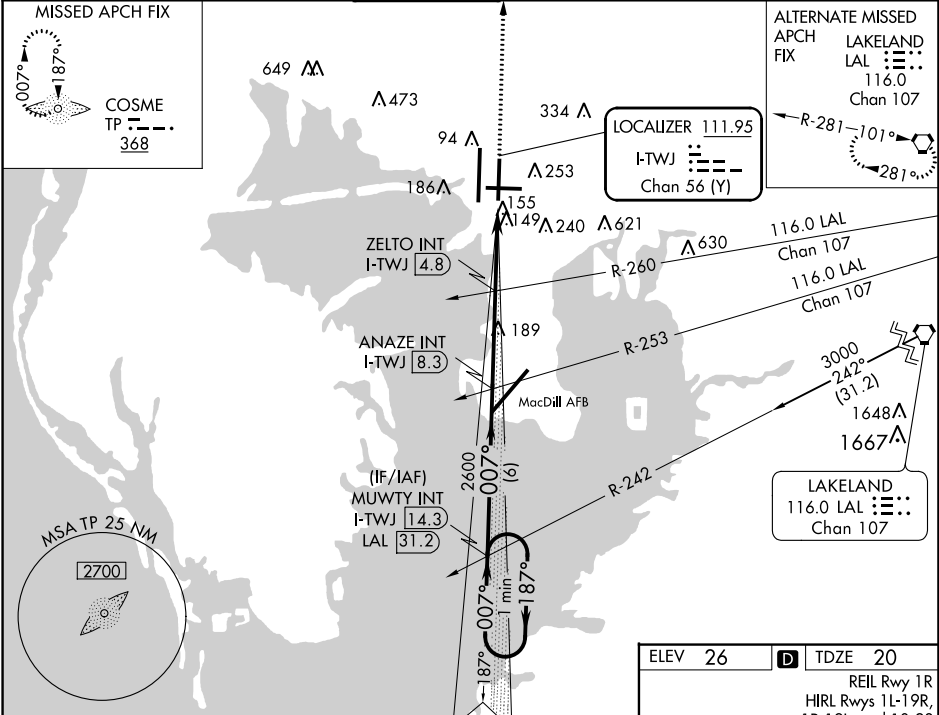 MISSED APCH FIX
007°
187°
COSME
TP
368
649
473
334
94
253
186
155
149
240
621
630
LOCALIZER 111.95
I-TWJ
Chan 56 (Y)
ALTERNATE MISSED
APCH
FIX
LAKELAND
LAL
116.0
Chan 107
R-281
101°
281°
ZELTO INT
I-TWJ 4.8
R-260
116.0 LAL
Chan 107
116.0 LAL
Chan 107
R-253
189
ANAZE INT
I-TWJ 8.3
MacDill AFB
3000
242°
(31.2)
1648
1667
2600
007°
(6)
(IF/IAF)
MUWTY INT
I-TWJ 14.3
LAL 31.2
R-242
LAKELAND
116.0 LAL
Chan 107
MSA TP 25 NM
2700
007°
1 min
187°
187°
ELEV 26
D
TDZE 20
REIL Rwy 1R
HIRL Rwys 1L-19R,